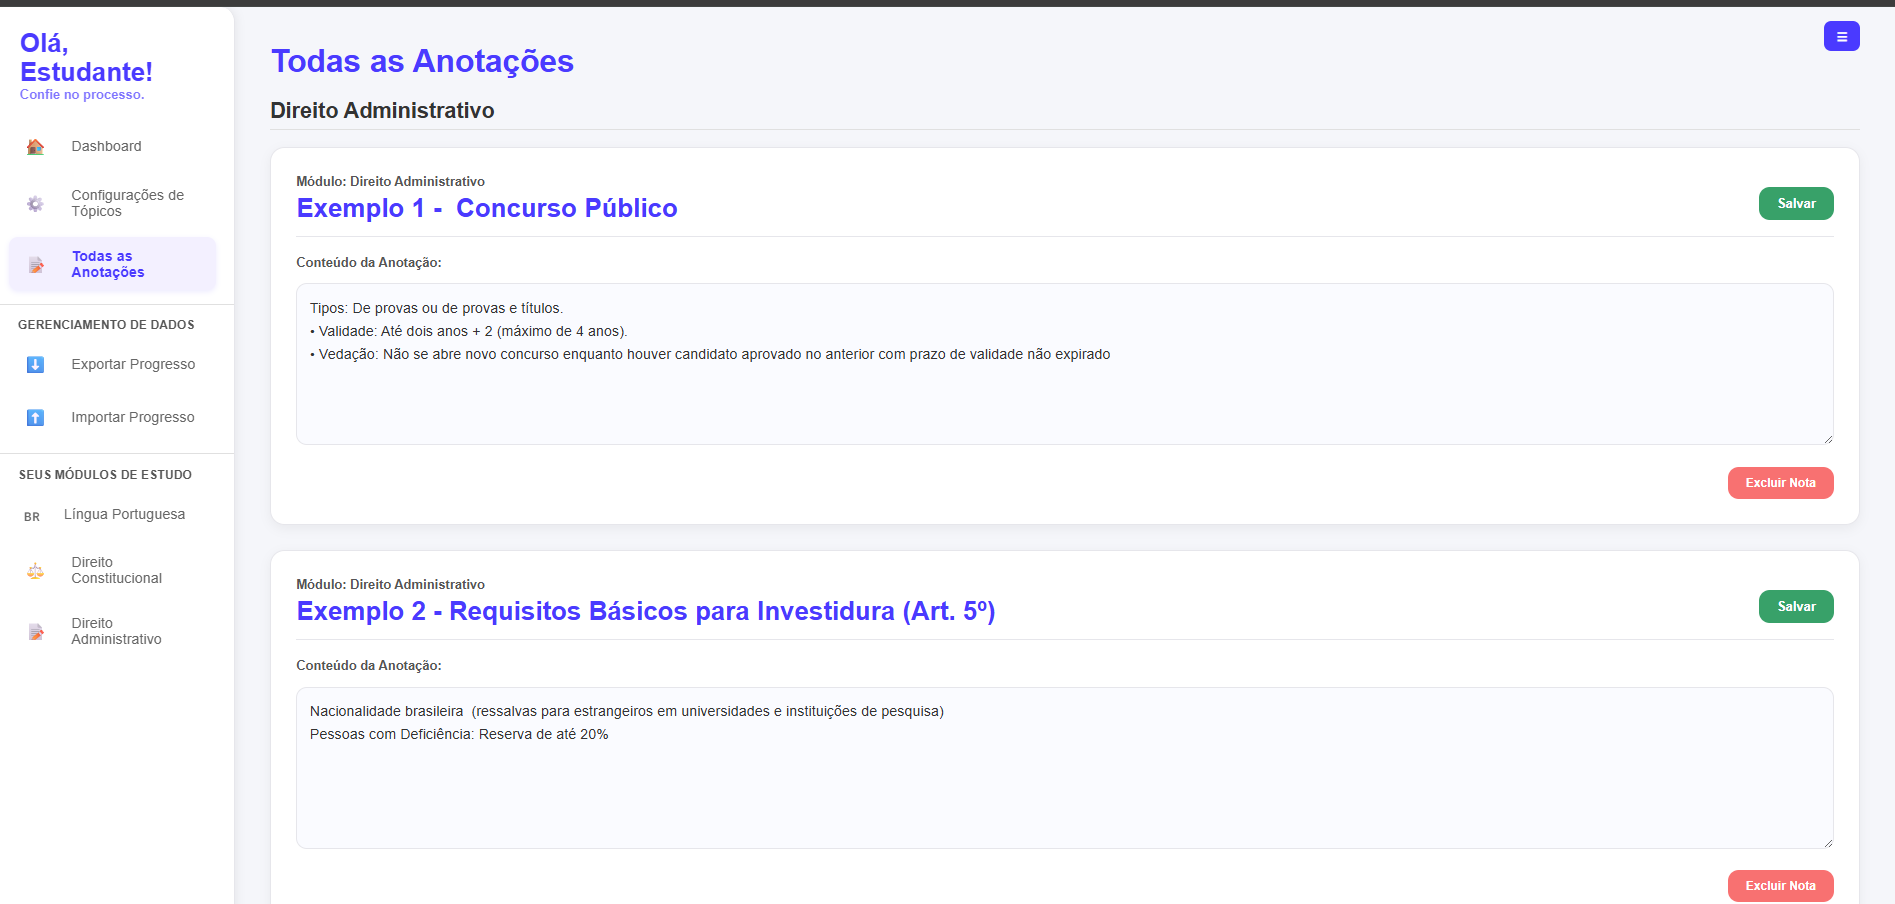 Olá,
Estudante!
Confie no processo.
Dashboard
Configurações de
Tópicos
Todas as
Anotações
GERENCIAMENTO DE DADOS
Exportar Progresso
Importar Progresso
SEUS MÓDULOS DE ESTUDO
BR Língua Portuguesa
Direito
Constitucional
Direito
Administrativo
Todas as Anotações
Direito Administrativo
Módulo: Direito Administrativo
Exemplo 1 -  Concurso Público
Salvar
Conteúdo da Anotação:
Tipos: De provas ou de provas e títulos.
• Validade: Até dois anos + 2 (máximo de 4 anos).
• Vedação: Não se abre novo concurso enquanto houver candidato aprovado no anterior com prazo de validade não expirado
Excluir Nota
Módulo: Direito Administrativo
Exemplo 2 - Requisitos Básicos para Investidura (Art. 5º)
Salvar
Conteúdo da Anotação:
Nacionalidade brasileira  (ressalvas para estrangeiros em universidades e instituições de pesquisa)
Pessoas com Deficiência: Reserva de até 20%
Excluir Nota